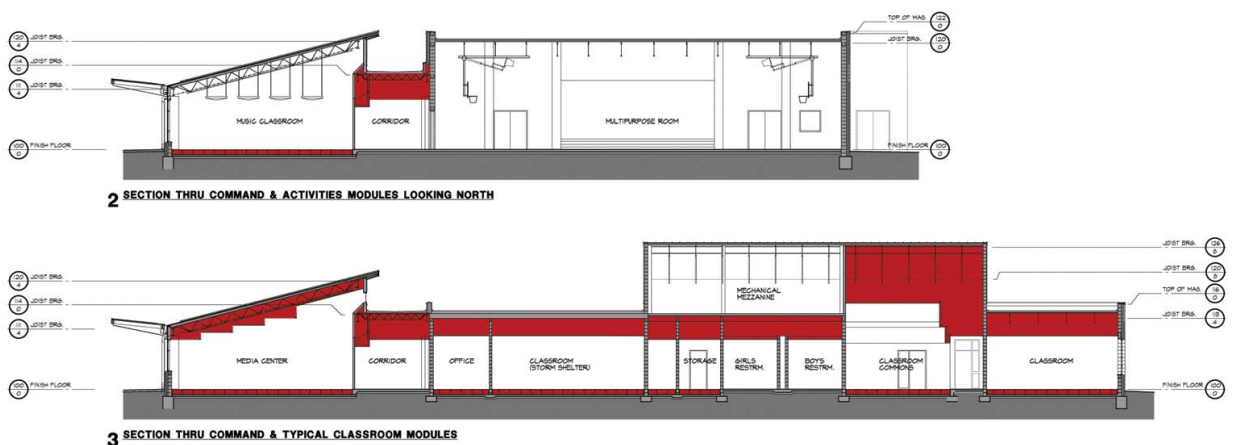 120
4
JOIST BRG.
114
0
JOIST BRG.
111
4
JOIST BRG.
100
0
FINISH FLOOR
MUSIC CLASSROOM
CORRIDOR
MULTIPURPOSE ROOM
TOP OF MAS.
122
0
JOIST BRG.
120
0
FINISH FLOOR
100
0
2 SECTION THRU COMMAND & ACTIVITIES MODULES LOOKING NORTH
120
4
JOIST BRG.
114
0
JOIST BRG.
111
4
JOIST BRG.
100
0
FINISH FLOOR
MEDIA CENTER
CORRIDOR
OFFICE
CLASSROOM
(STORM SHELTER)
MECHANICAL
MEZZANINE
STORAGE
GIRLS
RESTRM.
BOYS
RESTRM.
CLASSROOM
COMMONS
CLASSROOM
JOIST BRG.
126
8
JOIST BRG.
120
8
TOP OF MAS.
116
0
JOIST BRG.
FINISH FLOOR
100
0
3 SECTION THRU COMMAND & TYPICAL CLASSROOM MODULES